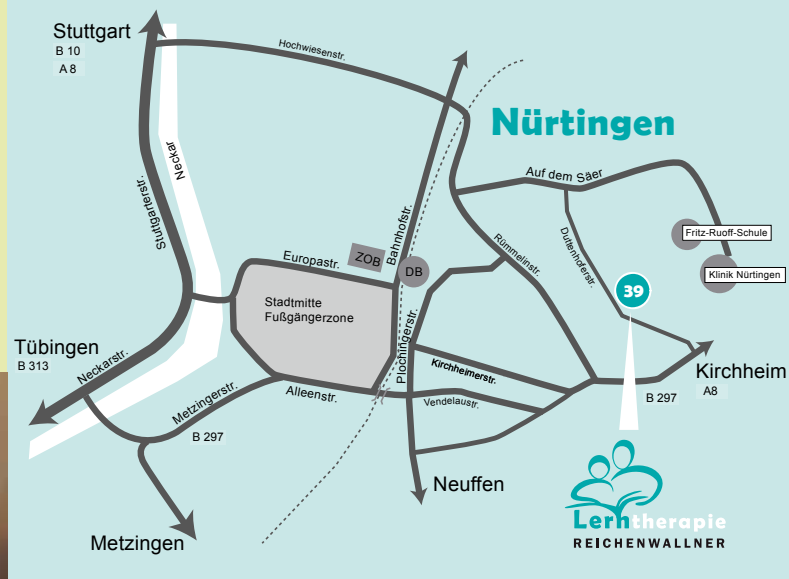 Stuttgart
B 10
A 8
Hochwiesenstr.
Nürtingen
Neckar
Stuttgarterstr.
Auf dem Säer
Bahnhofstr.
Rümmelinstr.
Duttenhoferstr.
Fritz-Ruoff-Schule
Klinik Nürtingen
Europastr.
ZOB
DB
39
Stadtmitte
Fußgängerzone
Plochingerstr.
Tübingen
B 313
Neckarstr.
Kirchheimerstr.
Kirchheim
A8
Metzingerstr.
Alleenstr.
Vendelaustr.
B 297
B 297
Neuffen
Metzingen
Lerntherapie
REICHENWALLNER